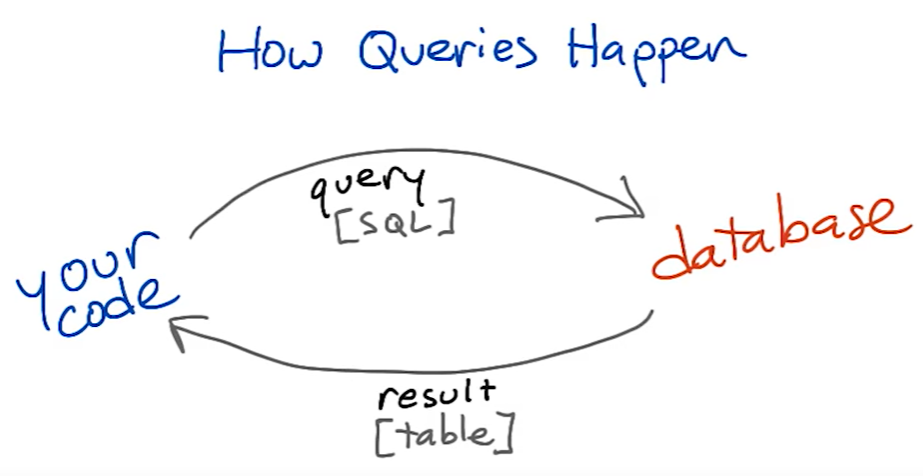 How Queries Happen
query
[SQL]
your
code
database
result
[table]